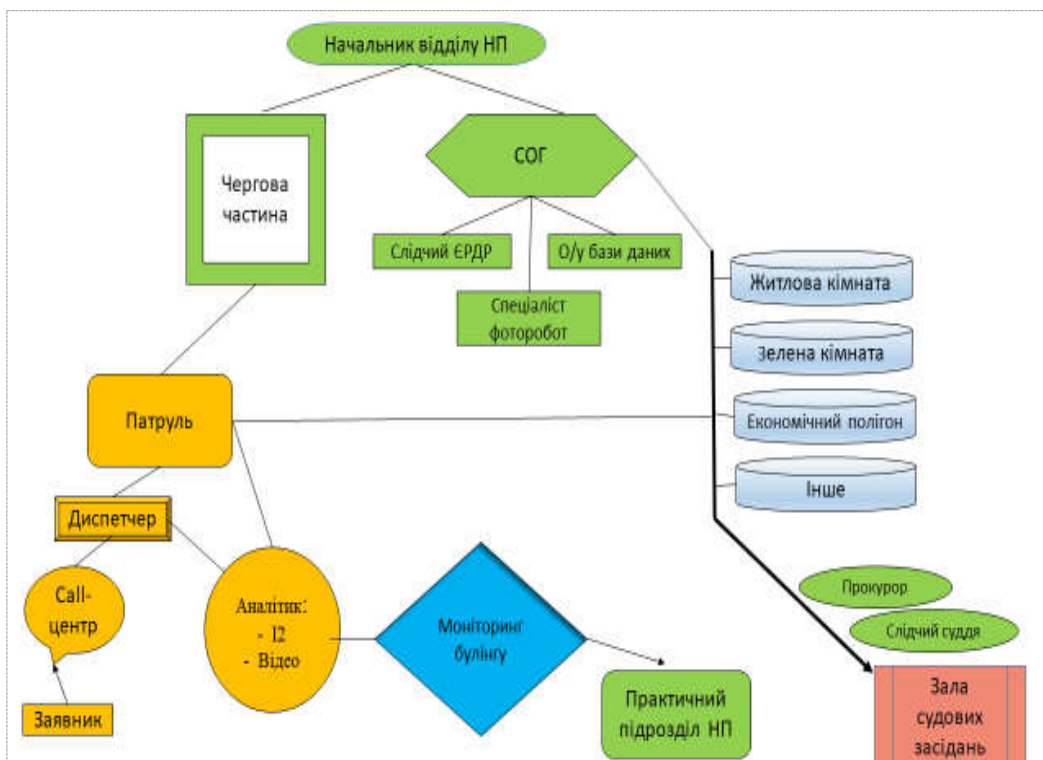 Начальник відділу НП
Чергова
частина
СОГ
Слідчий ЄРДР
О/у бази даних
Спеціаліст
фоторобот
Житлова кімната
Зелена кімната
Економічний полігон
Інше
Патруль
Диспетчер
Call-
центр
Заявник
Аналітик:
- І2
- Відео
Моніторинг
булінгу
Практичний
підрозділ НП
Прокурор
Слідчий суддя
Зала
судових
засідань